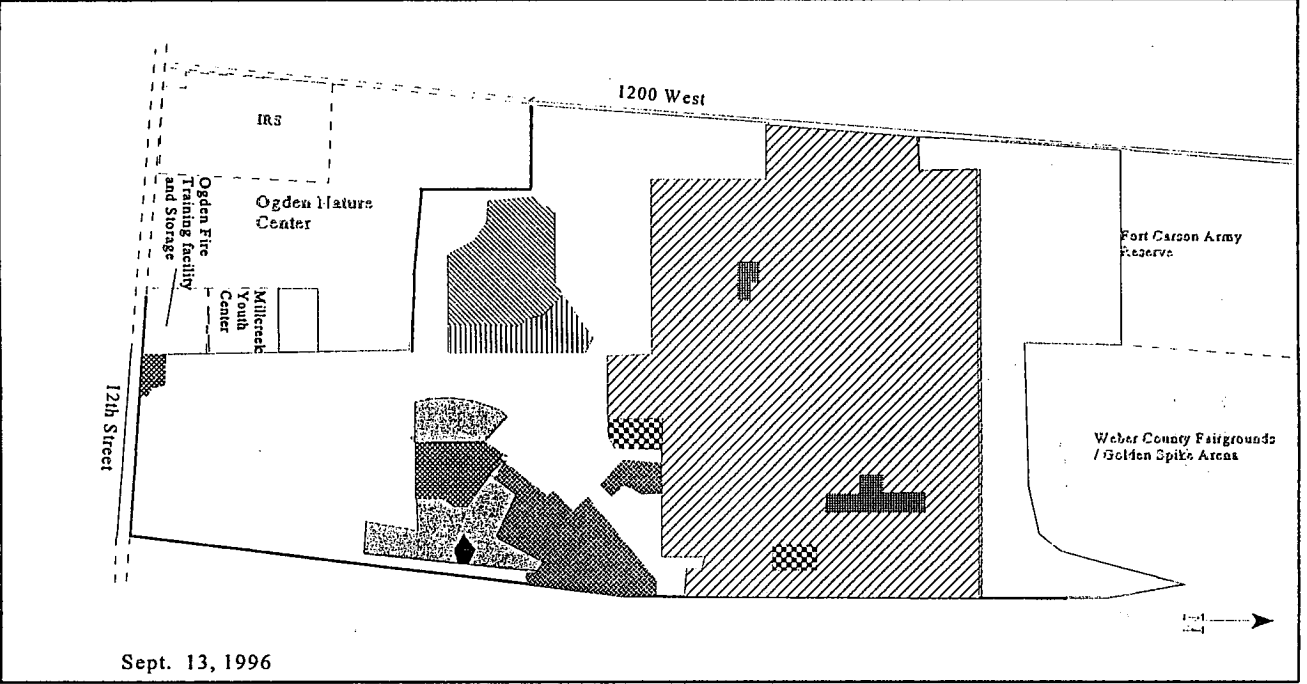 1200 West
IRS
Ogden Fire
Training facility
and Storage
Ogden Nature
Center
Millcreek
Youth
Center
12th Street
Fort Carson Army
Reserve
Weber County Fairgrounds
/ Golden Spike Arena
Sept. 13, 1996